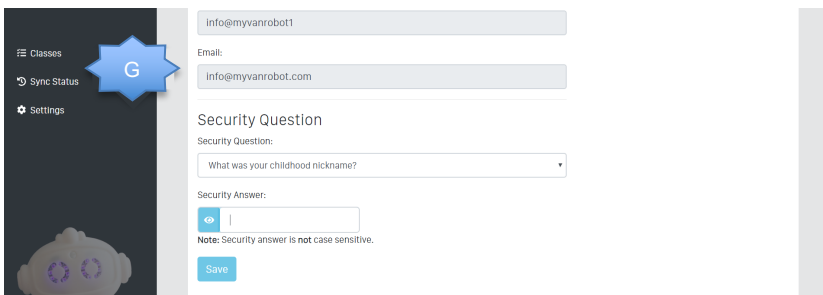 Classes
Sync Status
Settings
G
info@myvanrobot1
Email:
info@myvanrobot.com
Security Question
Security Question:
What was your childhood nickname?
Security Answer:
Note: Security answer is not case sensitive.
Save